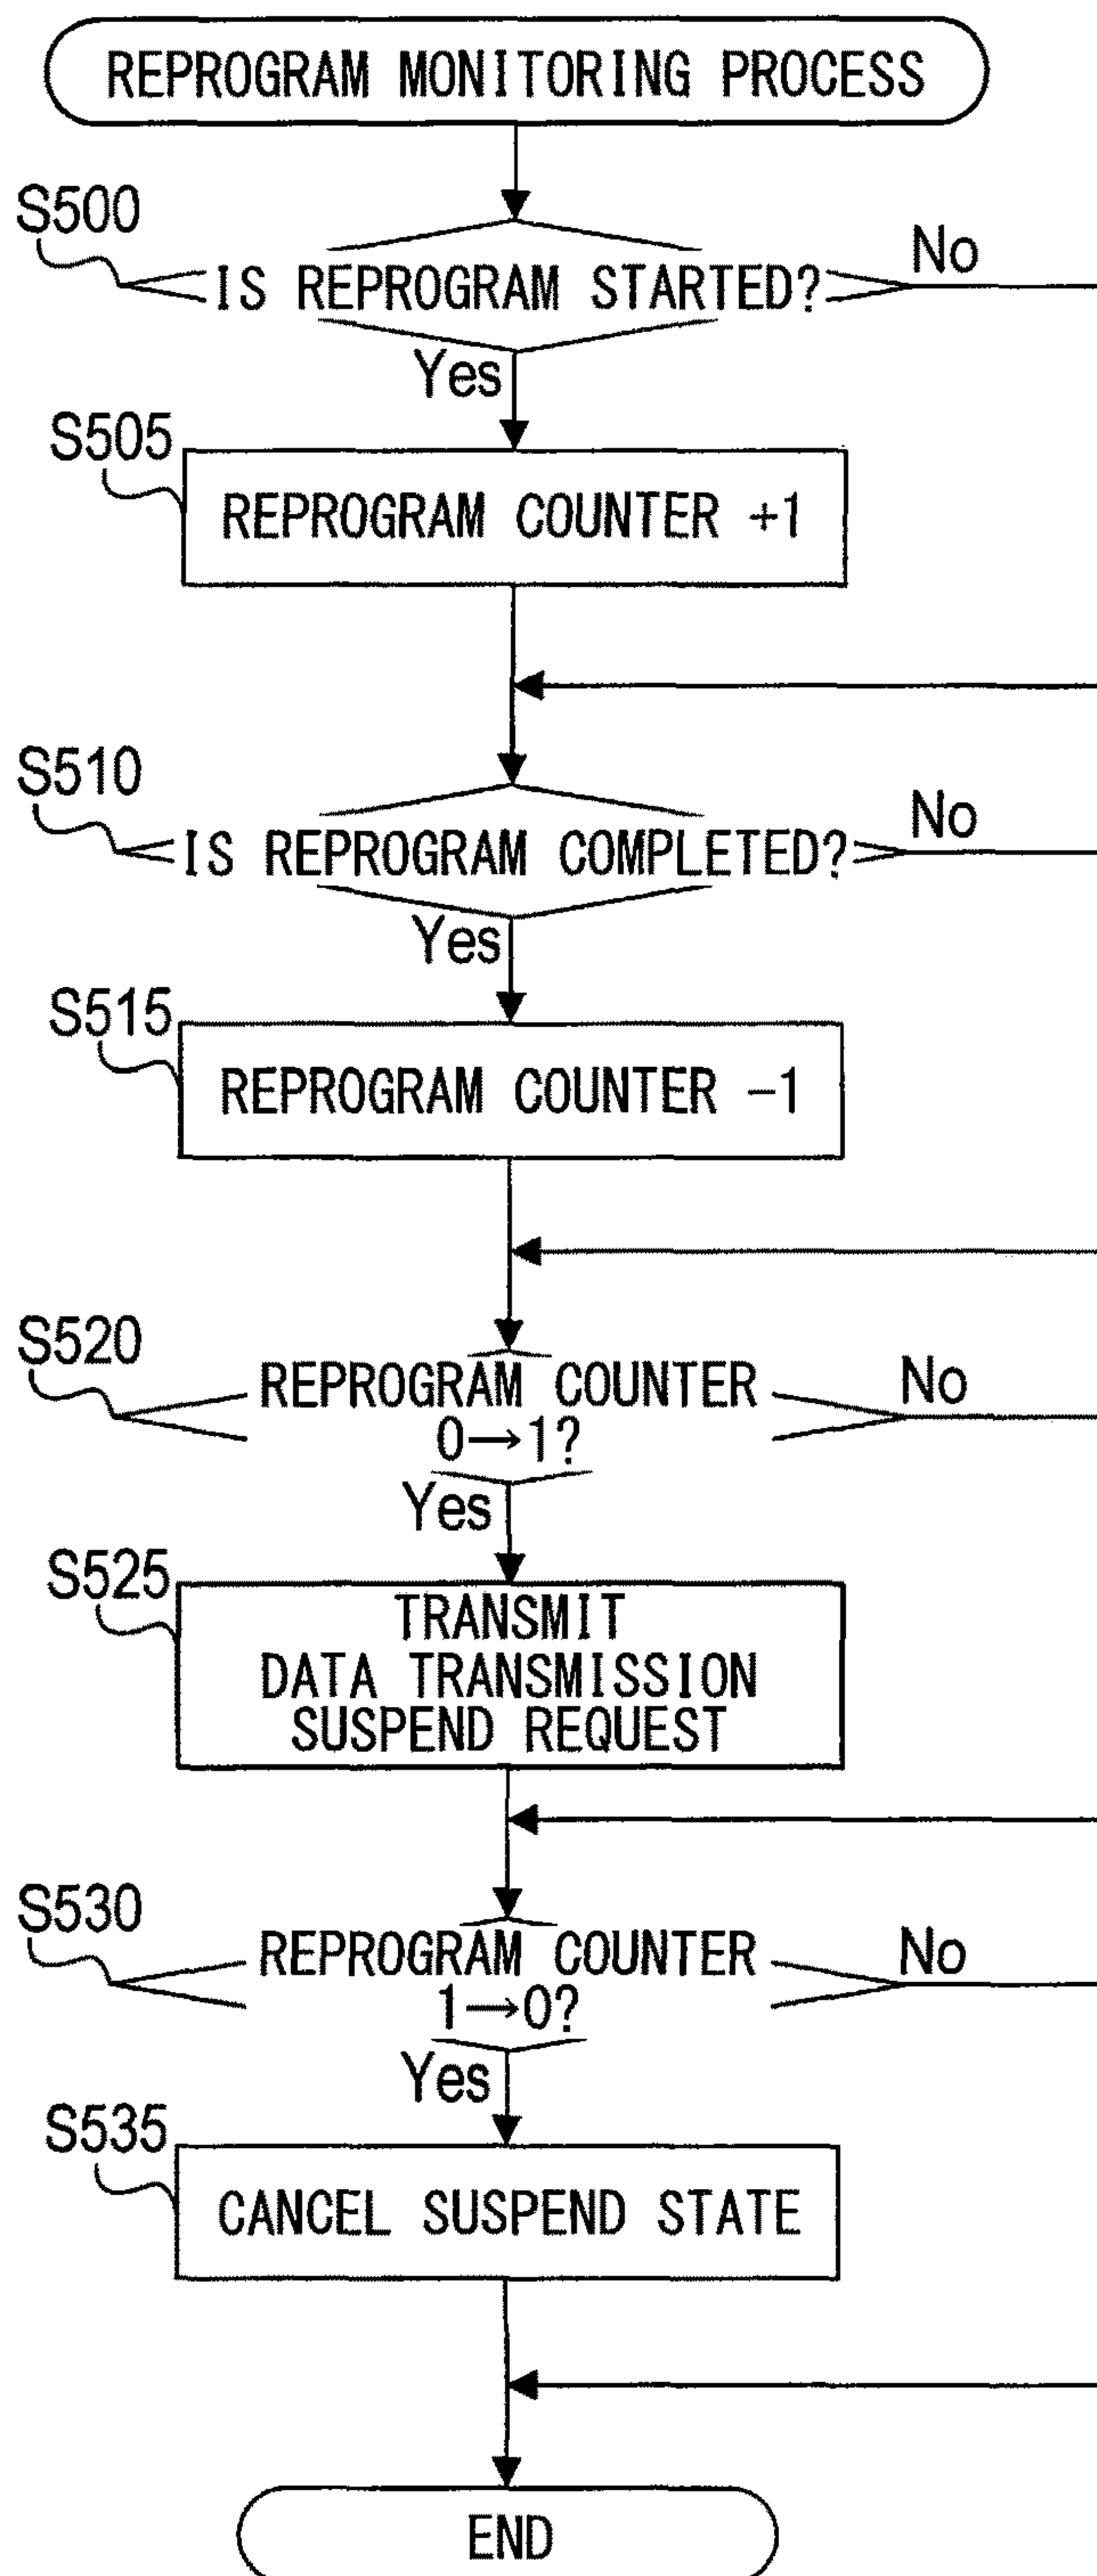 REPROGRAM MONITORING PROCESS
S500
IS REPROGRAM STARTED?
No
Yes
S505
REPROGRAM COUNTER +1
S510
IS REPROGRAM COMPLETED?
No
Yes
S515
REPROGRAM COUNTER -1
S520
REPROGRAM COUNTER
0→1?
No
Yes
S525
TRANSMIT
DATA TRANSMISSION
SUSPEND REQUEST
S530
REPROGRAM COUNTER
1→0?
No
Yes
S535
CANCEL SUSPEND STATE
END